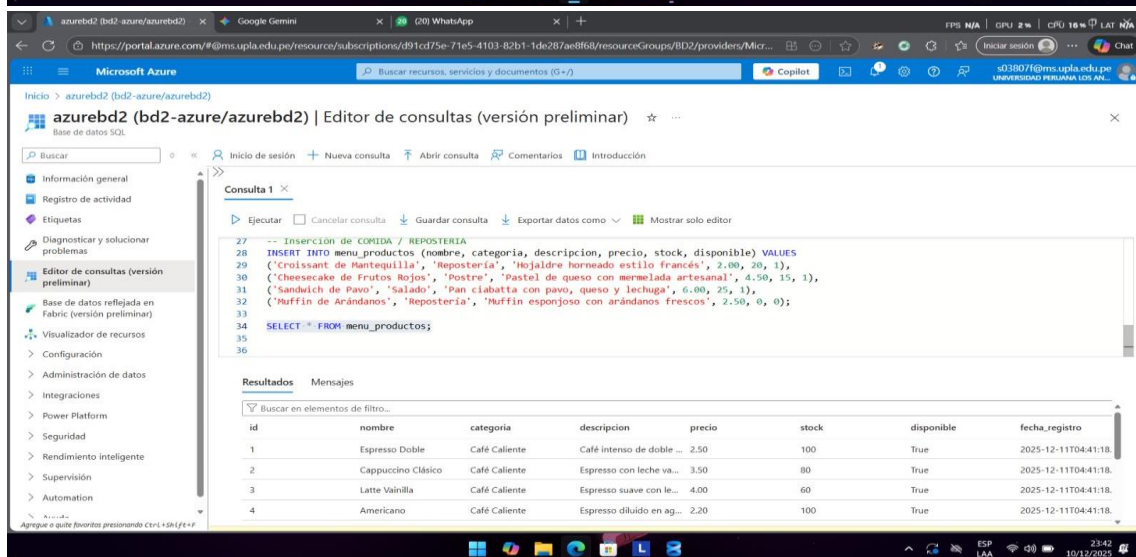 azurebd2 (bd2-azure/azurebd2)
Google Gemini
20 (20) WhatsApp
FPS N/A GPU 2% CPU 16% LAT N/A
https://portal.azure.com/#@ms.upla.edu.pe/resource/subscriptions/d91cd75e-71e5-4103-82b1-1de287ae8f68/resourceGroups/BD2/providers/Micr...
Iniciar sesión
Chat
Microsoft Azure
Buscar recursos, servicios y documentos (G+/)
Copilot
1
s03807f@ms.upla.edu.pe
UNIVERSIDAD PERUANA LOS AN...
Inicio > azurebd2 (bd2-azure/azurebd2)
azurebd2 (bd2-azure/azurebd2) | Editor de consultas (versión preliminar)
Base de datos SQL
Buscar
Inicio de sesión
Nueva consulta
Abrir consulta
Comentarios
Introducción
Información general
Registro de actividad
Etiquetas
Diagnosticar y solucionar problemas
Editor de consultas (versión preliminar)
Base de datos reflejada en Fabric (versión preliminar)
Visualizador de recursos
Configuración
Administración de datos
Integraciones
Power Platform
Seguridad
Rendimiento inteligente
Supervisión
Automation
Agregue o quite favoritos presionando Ctrl+Shift+F
Consulta 1
Ejecutar
Cancelar consulta
Guardar consulta
Exportar datos como
Mostrar solo editor
27 -- Inserción de COMIDA / REPOSTERIA
28 INSERT INTO menu_productos (nombre, categoria, descripcion, precio, stock, disponible) VALUES
29 ('Croissant de Mantequilla', 'Repostería', 'Hojaldre horneado estilo francés', 2.00, 20, 1),
30 ('Cheesecake de Frutos Rojos', 'Postre', 'Pastel de queso con mermelada artesanal', 4.50, 15, 1),
31 ('Sandwich de Pavo', 'Salado', 'Pan ciabatta con pavo, queso y lechuga', 6.00, 25, 1),
32 ('Muffin de Arándanos', 'Repostería', 'Muffin esponjoso con arándanos frescos', 2.50, 0, 0);
33
34 SELECT * FROM menu_productos;
35
36
Resultados
Mensajes
Buscar en elementos de filtro...
id nombre categoria descripcion precio stock disponible fecha_registro
1 Espresso Doble Café Caliente Café intenso de doble ... 2.50 100 True 2025-12-11T04:41:18.
2 Cappuccino Clásico Café Caliente Espresso con leche va... 3.50 80 True 2025-12-11T04:41:18.
3 Latte Vainilla Café Caliente Espresso suave con le... 4.00 60 True 2025-12-11T04:41:18.
4 Americano Café Caliente Espresso diluido en ag... 2.20 100 True 2025-12-11T04:41:18.
ESP
LAA
23:42
10/12/2025